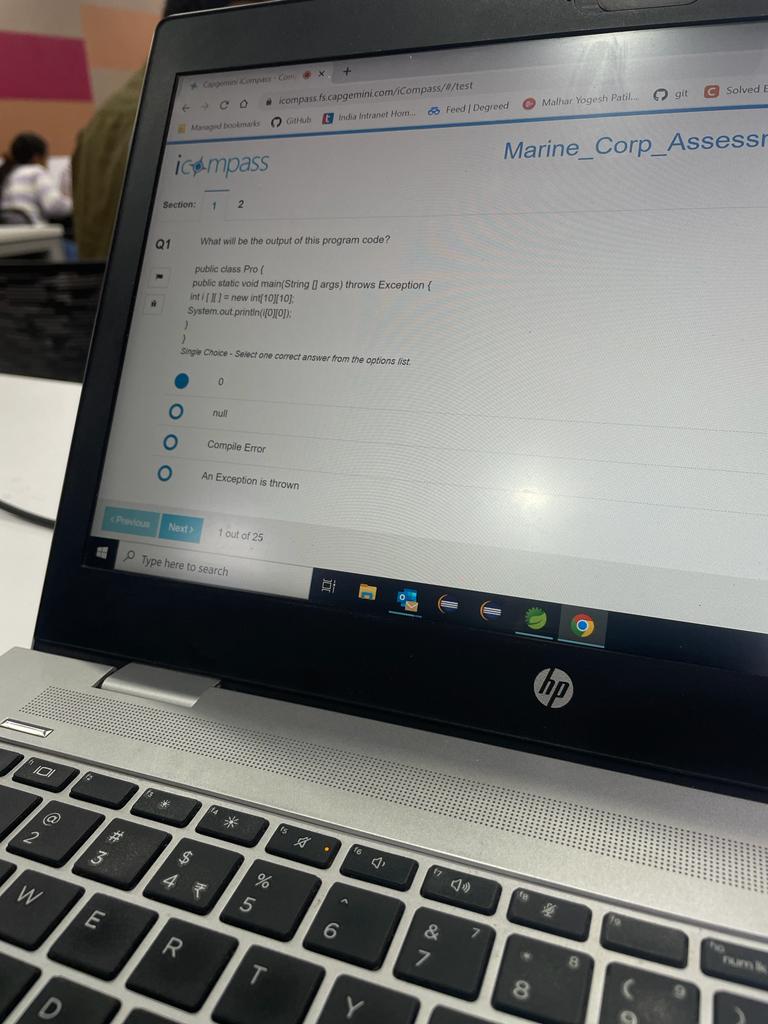 Capgemini iCompass - Com
icompass.fs.capgemini.com/iCompass/#/test
Managed bookmarks
GitHub
India Intranet Hom...
Feed | Degreed
Malhar Yogesh Patil...
git
Solved E
icompass
Marine_Corp_Assessm
Section: 1 2
Q1 What will be the output of this program code?
public class Pro {
public static void main(String [] args) throws Exception {
int i [ ][ ] = new int[10][10];
System.out.println(i[0][0]);
}
}
Single Choice - Select one correct answer from the options list.
0
null
Compile Error
An Exception is thrown
< Previous Next > 1 out of 25
Type here to search
hp
f1 f2 f3 f4 f5 f6 f7 f8 f9 f10 num lk
@ 2 # 3 $ 4 ₹ % 5 ^ 6 & 7 7 * 8 8 ( 9 9 )
W E R T Y
D